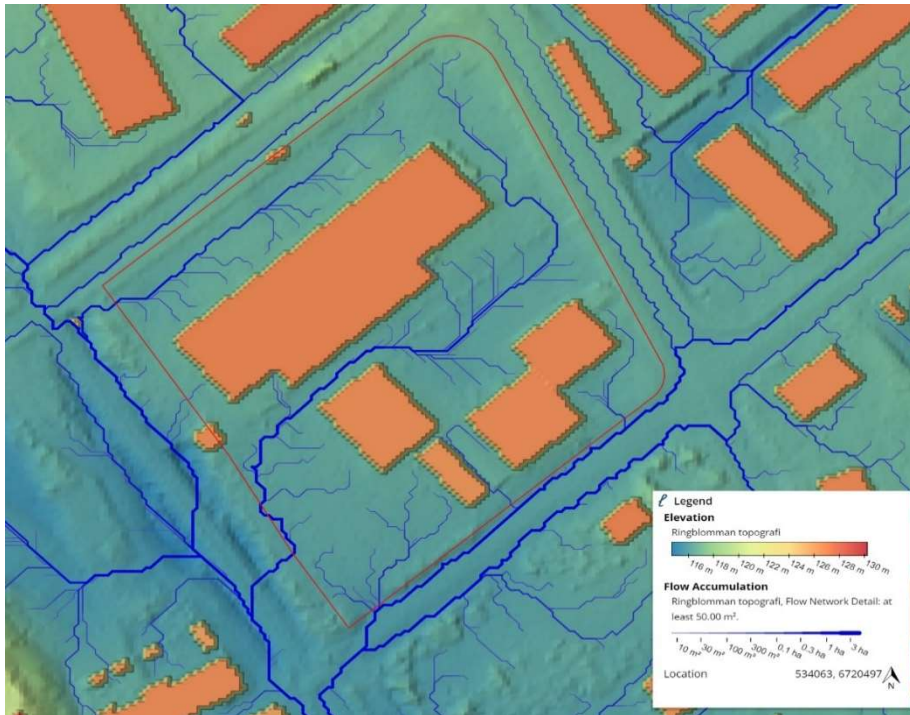 Legend
Elevation
Ringblomman topografi
116 m 118 m 120 m 122 m 124 m 126 m 128 m 130 m
Flow Accumulation
Ringblomman topografi, Flow Network Detail: at
least 50.00 m².
10 m² 30 m² 100 m² 300 m² 0.1 ha 0.3 ha 1 ha 3 ha
Location 534063, 6720497
N